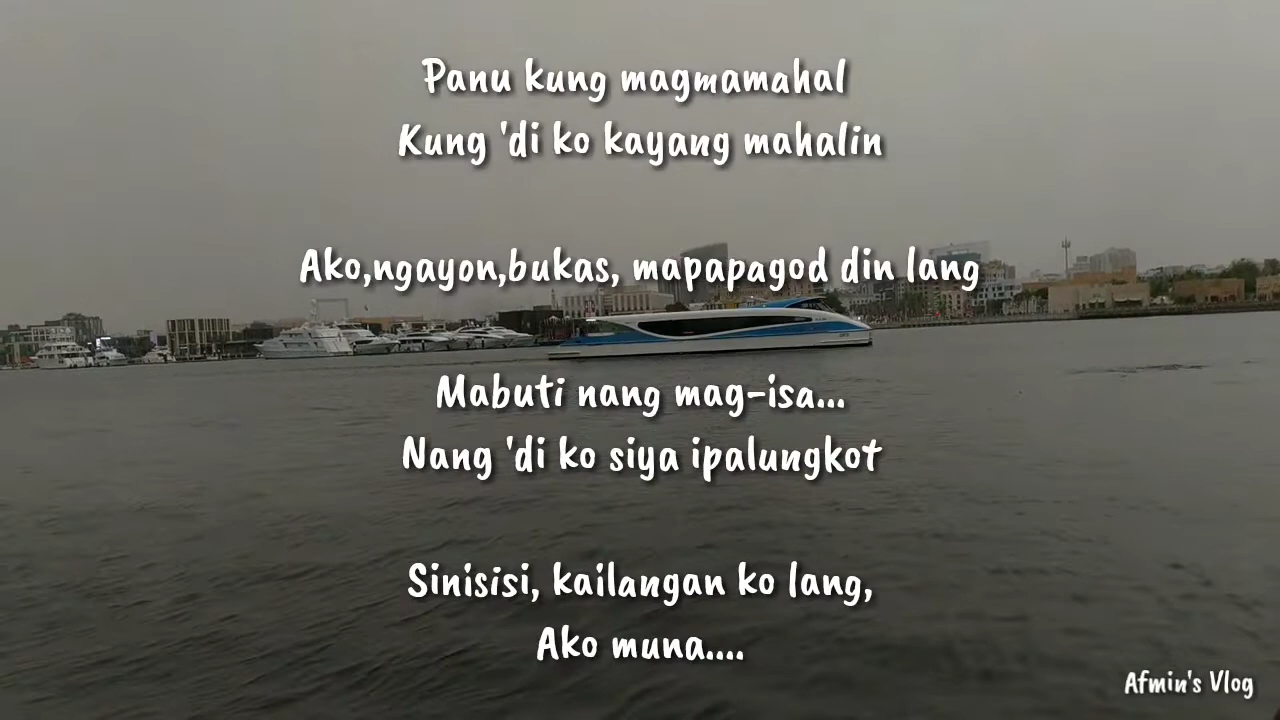 Panu kung magmamahal
Kung 'di ko kayang mahalin
Ako,ngayon,bukas, mapapagod din lang
Mabuti nang mag-isa...
Nang 'di ko siya ipalungkot
Sinisisi, kailangan ko lang,
Ako muna....
Afmin's Vlog